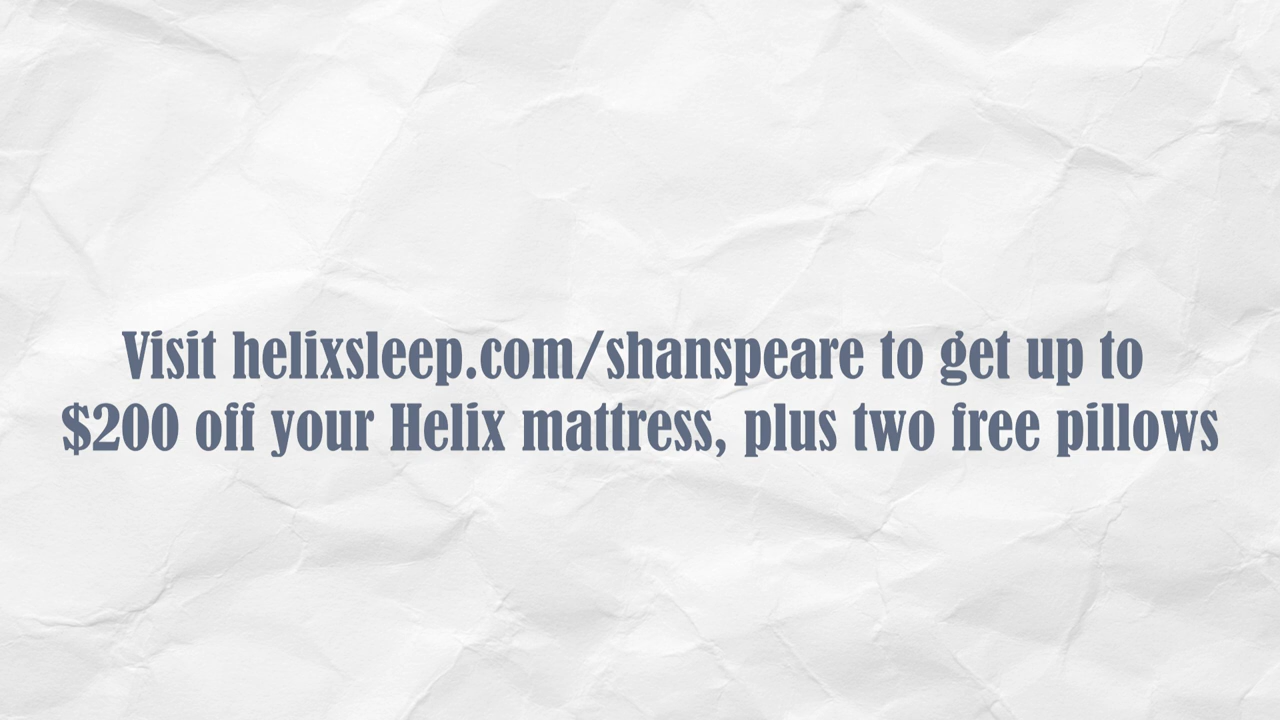 Visit helixsleep.com/shanspeare to get up to
$200 off your Helix mattress, plus two free pillows